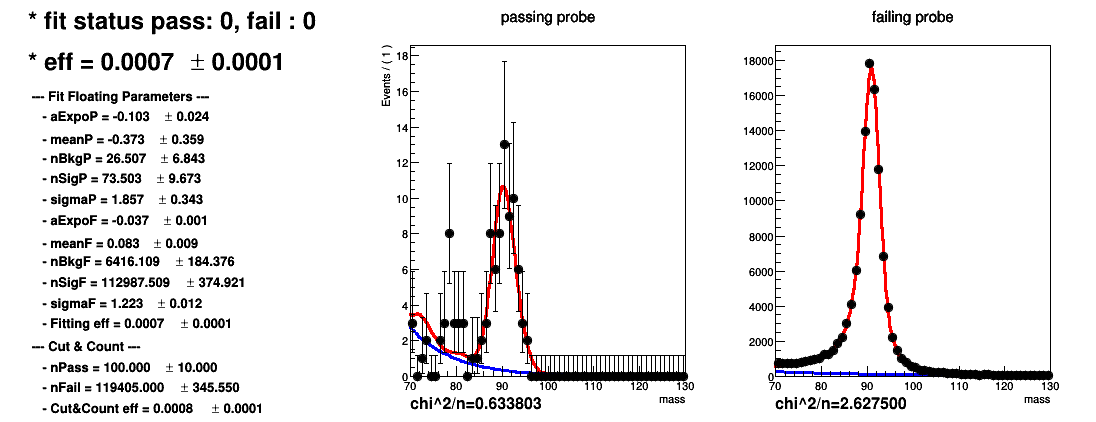 * fit status pass: 0, fail : 0
* eff = 0.0007 ± 0.0001
--- Fit Floating Parameters ---
- aExpoP = -0.103 ± 0.024
- meanP = -0.373 ± 0.359
- nBkgP = 26.507 ± 6.843
- nSigP = 73.503 ± 9.673
- sigmaP = 1.857 ± 0.343
- aExpoF = -0.037 ± 0.001
- meanF = 0.083 ± 0.009
- nBkgF = 6416.109 ± 184.376
- nSigF = 112987.509 ± 374.921
- sigmaF = 1.223 ± 0.012
- Fitting eff = 0.0007 ± 0.0001
--- Cut & Count ---
- nPass = 100.000 ± 10.000
- nFail = 119405.000 ± 345.550
- Cut&Count eff = 0.0008 ± 0.0001
passing probe
Events / ( 1 )
18
16
14
12
10
8
6
4
2
0
70 80 90 100 110 120 130
mass
chi^2/n=0.633803
failing probe
18000
16000
14000
12000
10000
8000
6000
4000
2000
0
70 80 90 100 110 120 130
mass
chi^2/n=2.627500